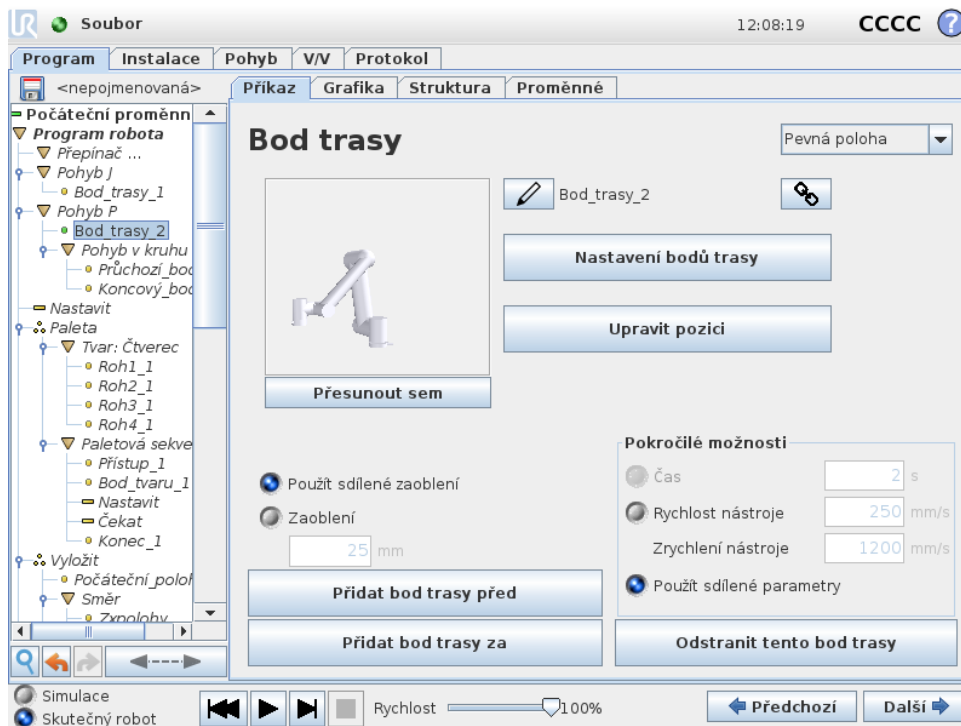 UR Soubor 12:08:19 CCCC ?
Program Instalace Pohyb V/V Protokol
<nepojmenovaná> Příkaz Grafika Struktura Proměnné
Počáteční proměnn
Program robota
Přepínač ...
Pohyb J
Bod_trasy_1
Pohyb P
Bod_trasy_2
Pohyb v kruhu
Průchozí_bod
Koncový_bod
Nastavit
Paleta
Tvar: Čtverec
Roh1_1
Roh2_1
Roh3_1
Roh4_1
Paletová sekve
Přístup_1
Bod_tvaru_1
Nastavit
Čekat
Konec_1
Vyložit
Počáteční_poloh
Směr
Zxpolohy
Bod trasy
Pevná poloha
Bod_trasy_2
Nastavení bodů trasy
Upravit pozici
Přesunout sem
Použít sdílené zaoblení
Zaoblení
25 mm
Pokročilé možnosti
Čas 2 s
Rychlost nástroje 250 mm/s
Zrychlení nástroje 1200 mm/s
Použít sdílené parametry
Přidat bod trasy před
Přidat bod trasy za
Odstranit tento bod trasy
Simulace
Skutečný robot
Rychlost 100%
Předchozí
Další